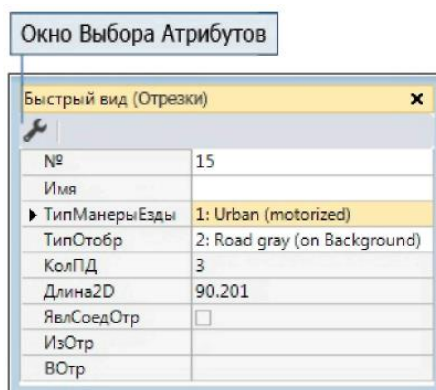 Окно Выбора Атрибутов
Быстрый вид (Отрезки)
№ 15
Имя
ТипМанерыЕзды 1: Urban (motorized)
ТипОтобр 2: Road gray (on Background)
КолПД 3
Длина2D 90.201
ЯвлСоедОтр
ИзОтр
ВОтр